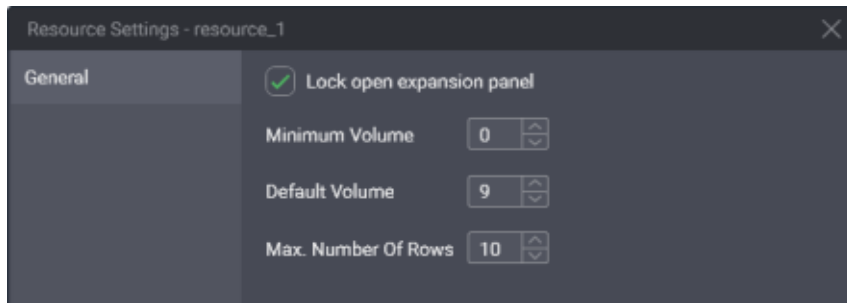 Resource Settings - resource_1
General
Lock open expansion panel
Minimum Volume 0
Default Volume 9
Max. Number Of Rows 10